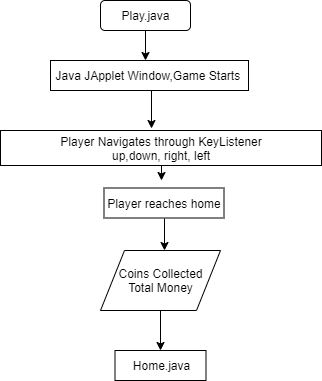 Play.java
Java JApplet Window,Game Starts
Player Navigates through KeyListener
up,down, right, left
Player reaches home
Coins Collected
Total Money
Home.java